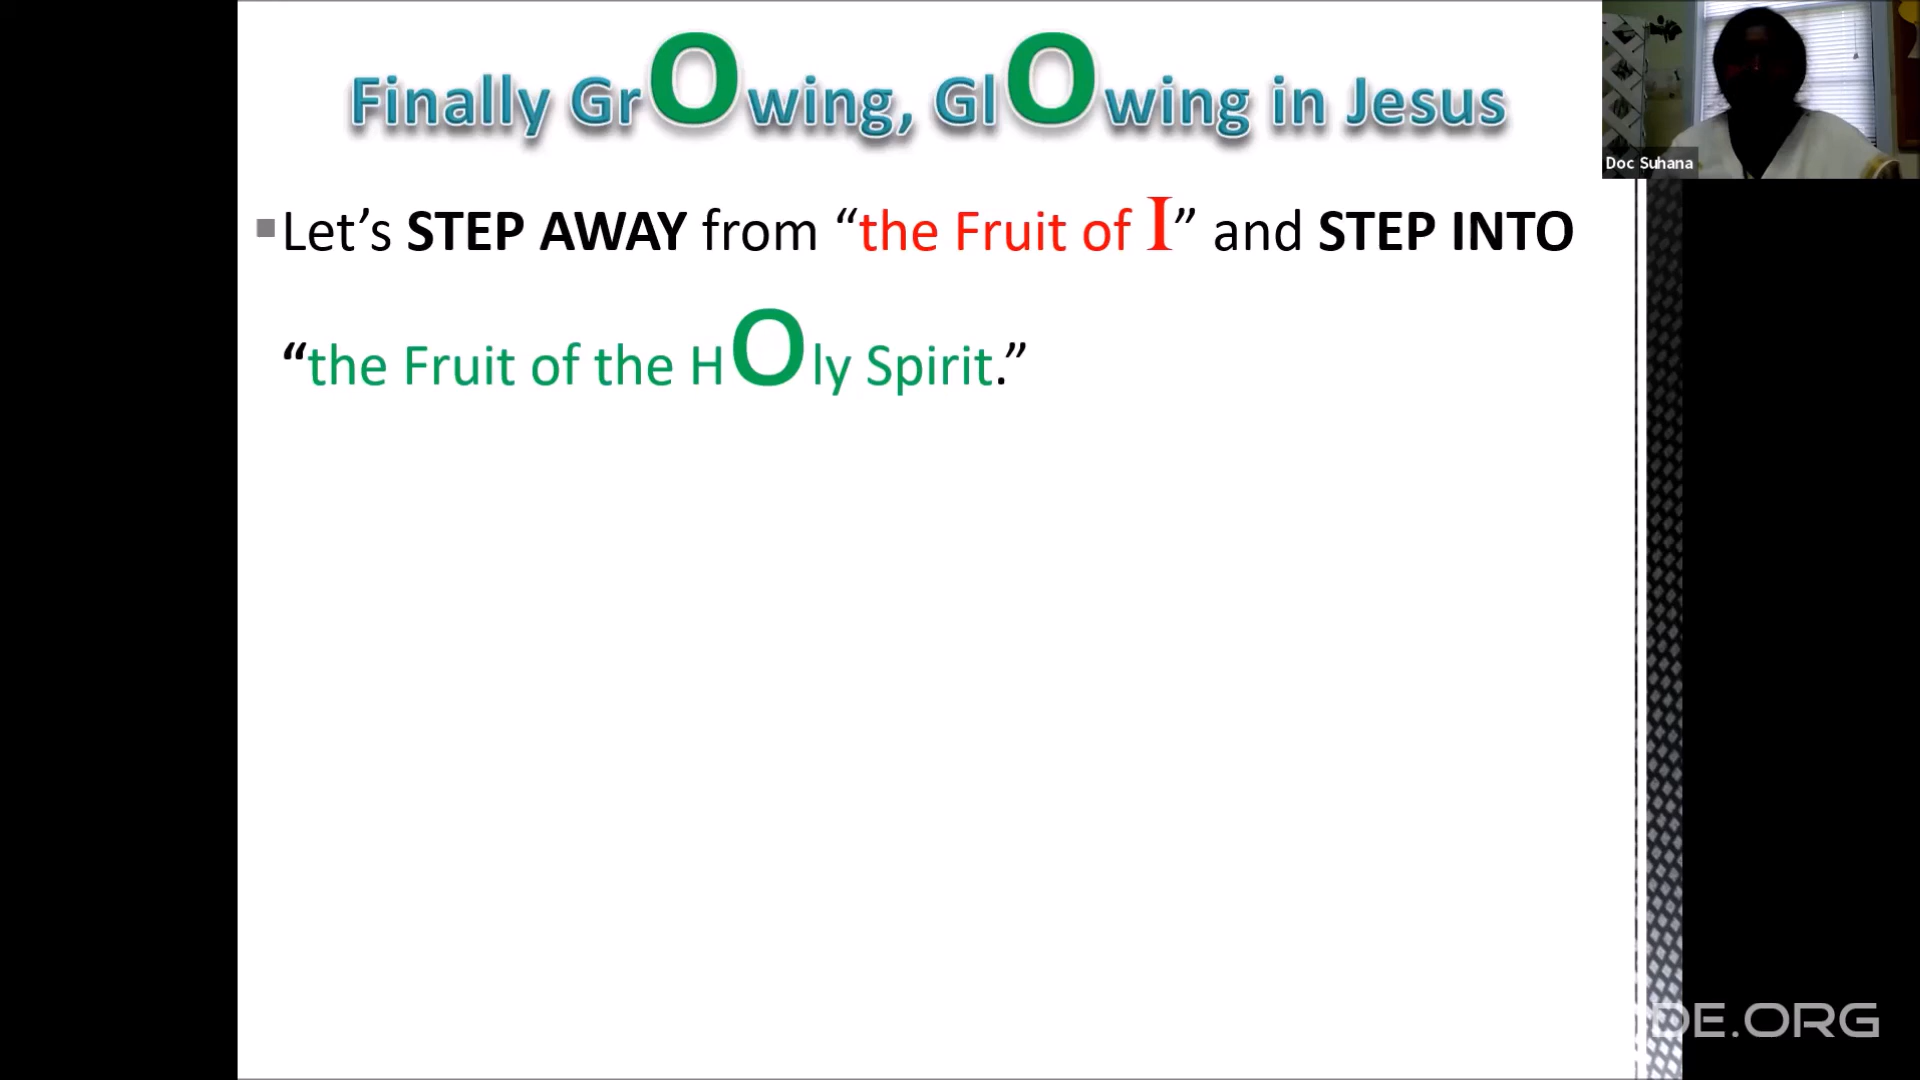 Finally GrOwing, GlOwing in Jesus
Doc Suhana
▪Let’s STEP AWAY from “the Fruit of I” and STEP INTO
“the Fruit of the HOly Spirit.”
DE.ORG